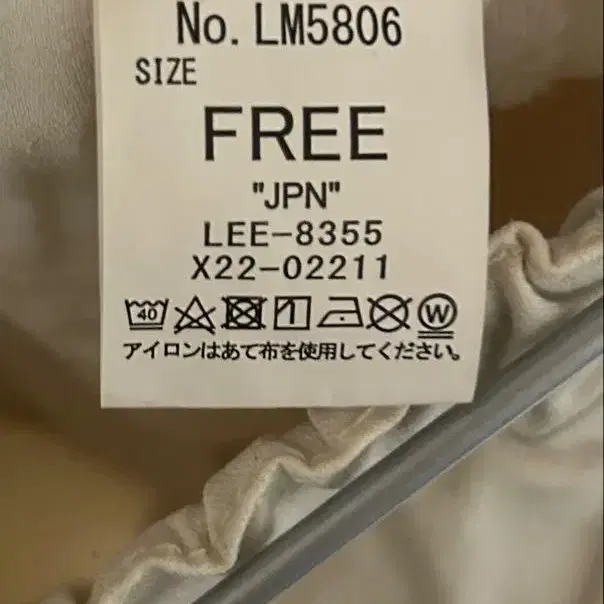 No. LM5806
SIZE
FREE
"JPN"
LEE-8355
X22-02211
40 W
アイロンはあて布を使用してください。